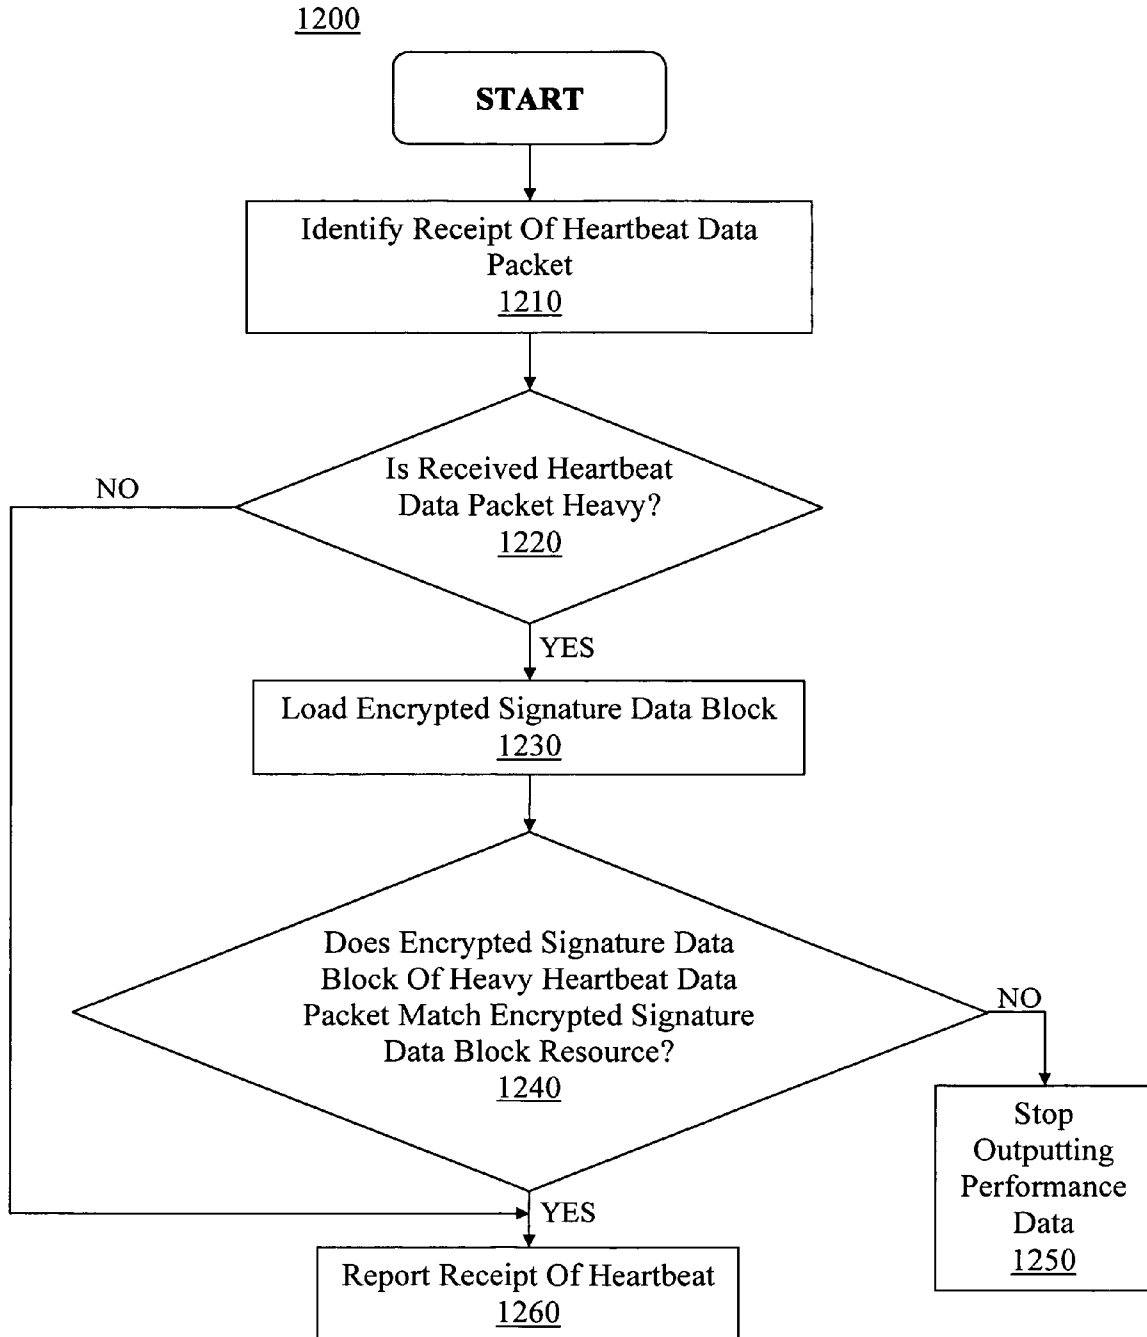 1200
START
Identify Receipt Of Heartbeat Data
Packet
1210
Is Received Heartbeat
Data Packet Heavy?
1220
NO
YES
Load Encrypted Signature Data Block
1230
Does Encrypted Signature Data
Block Of Heavy Heartbeat Data
Packet Match Encrypted Signature
Data Block Resource?
1240
NO
Stop
Outputting
Performance
Data
1250
YES
Report Receipt Of Heartbeat
1260